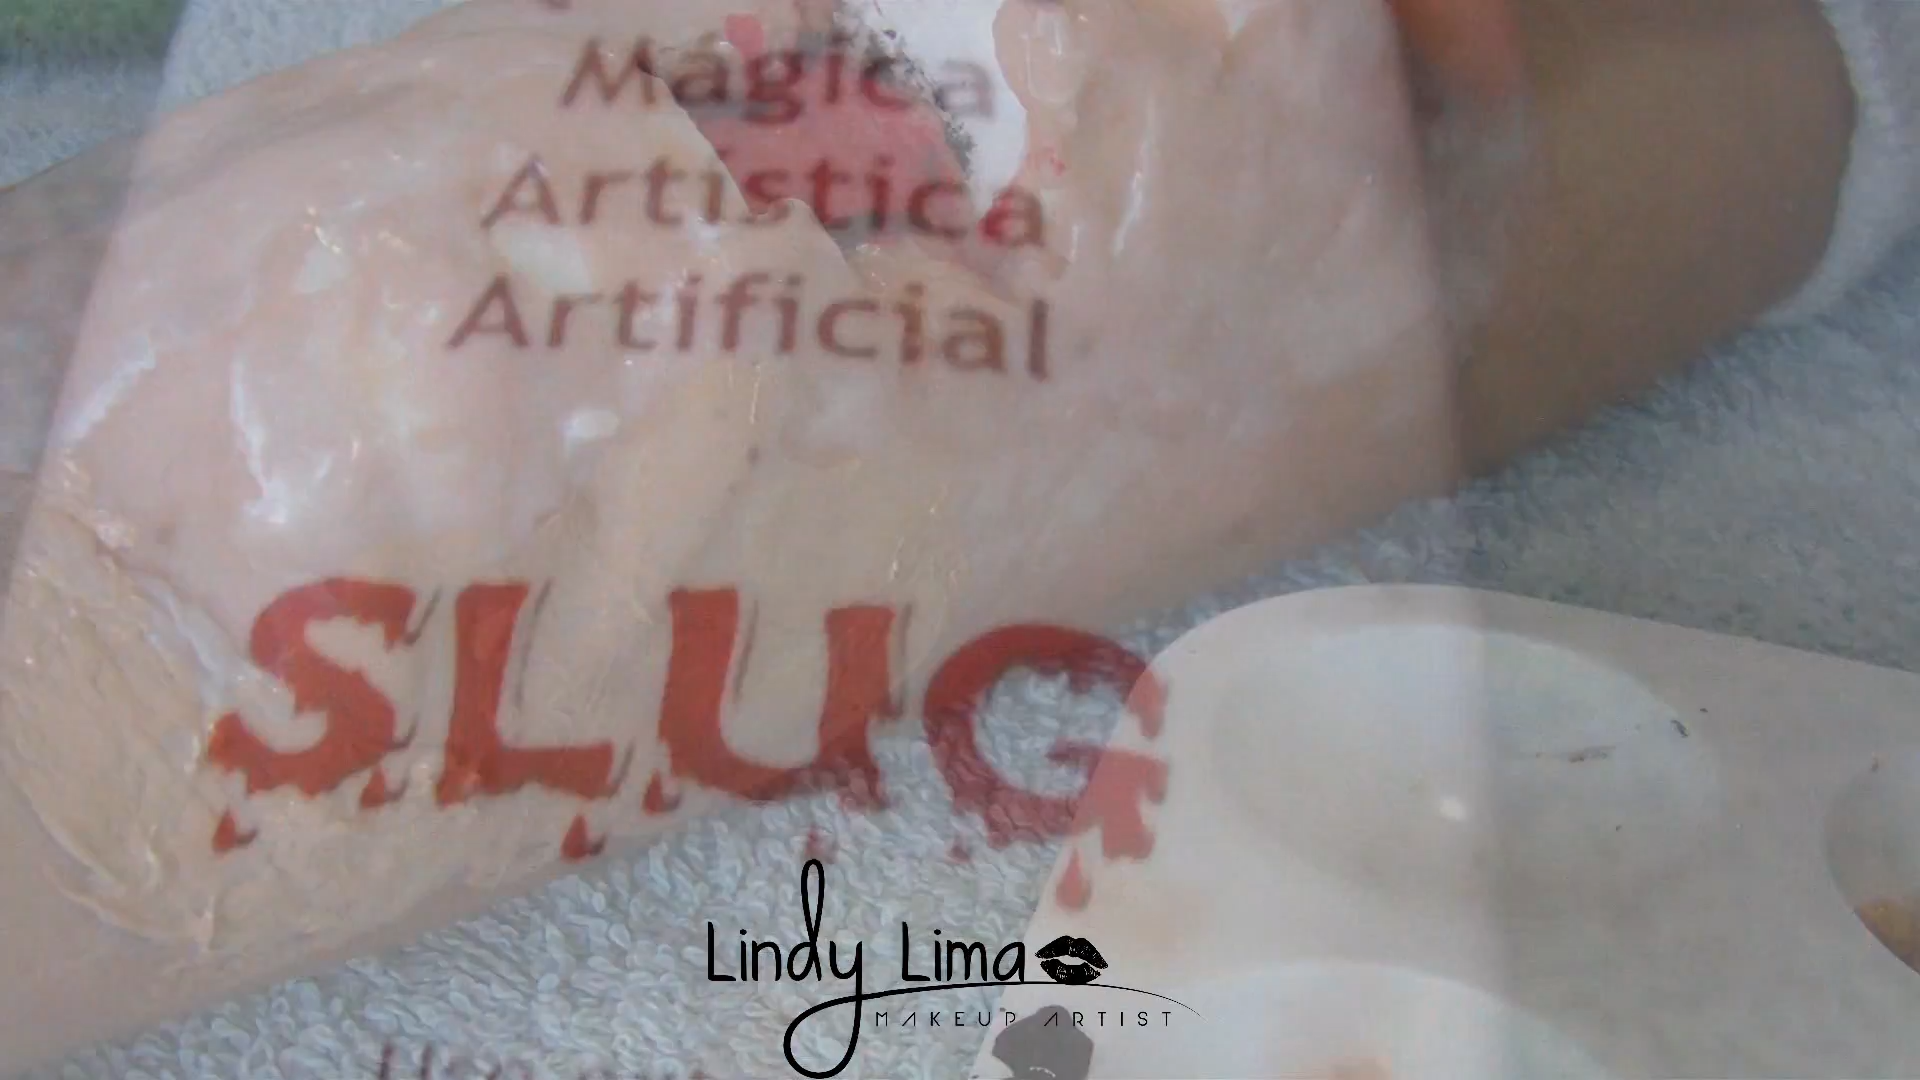 Mágica
Artística
Artificial
SLUG
Lindy Lima
MAKEUP ARTIST